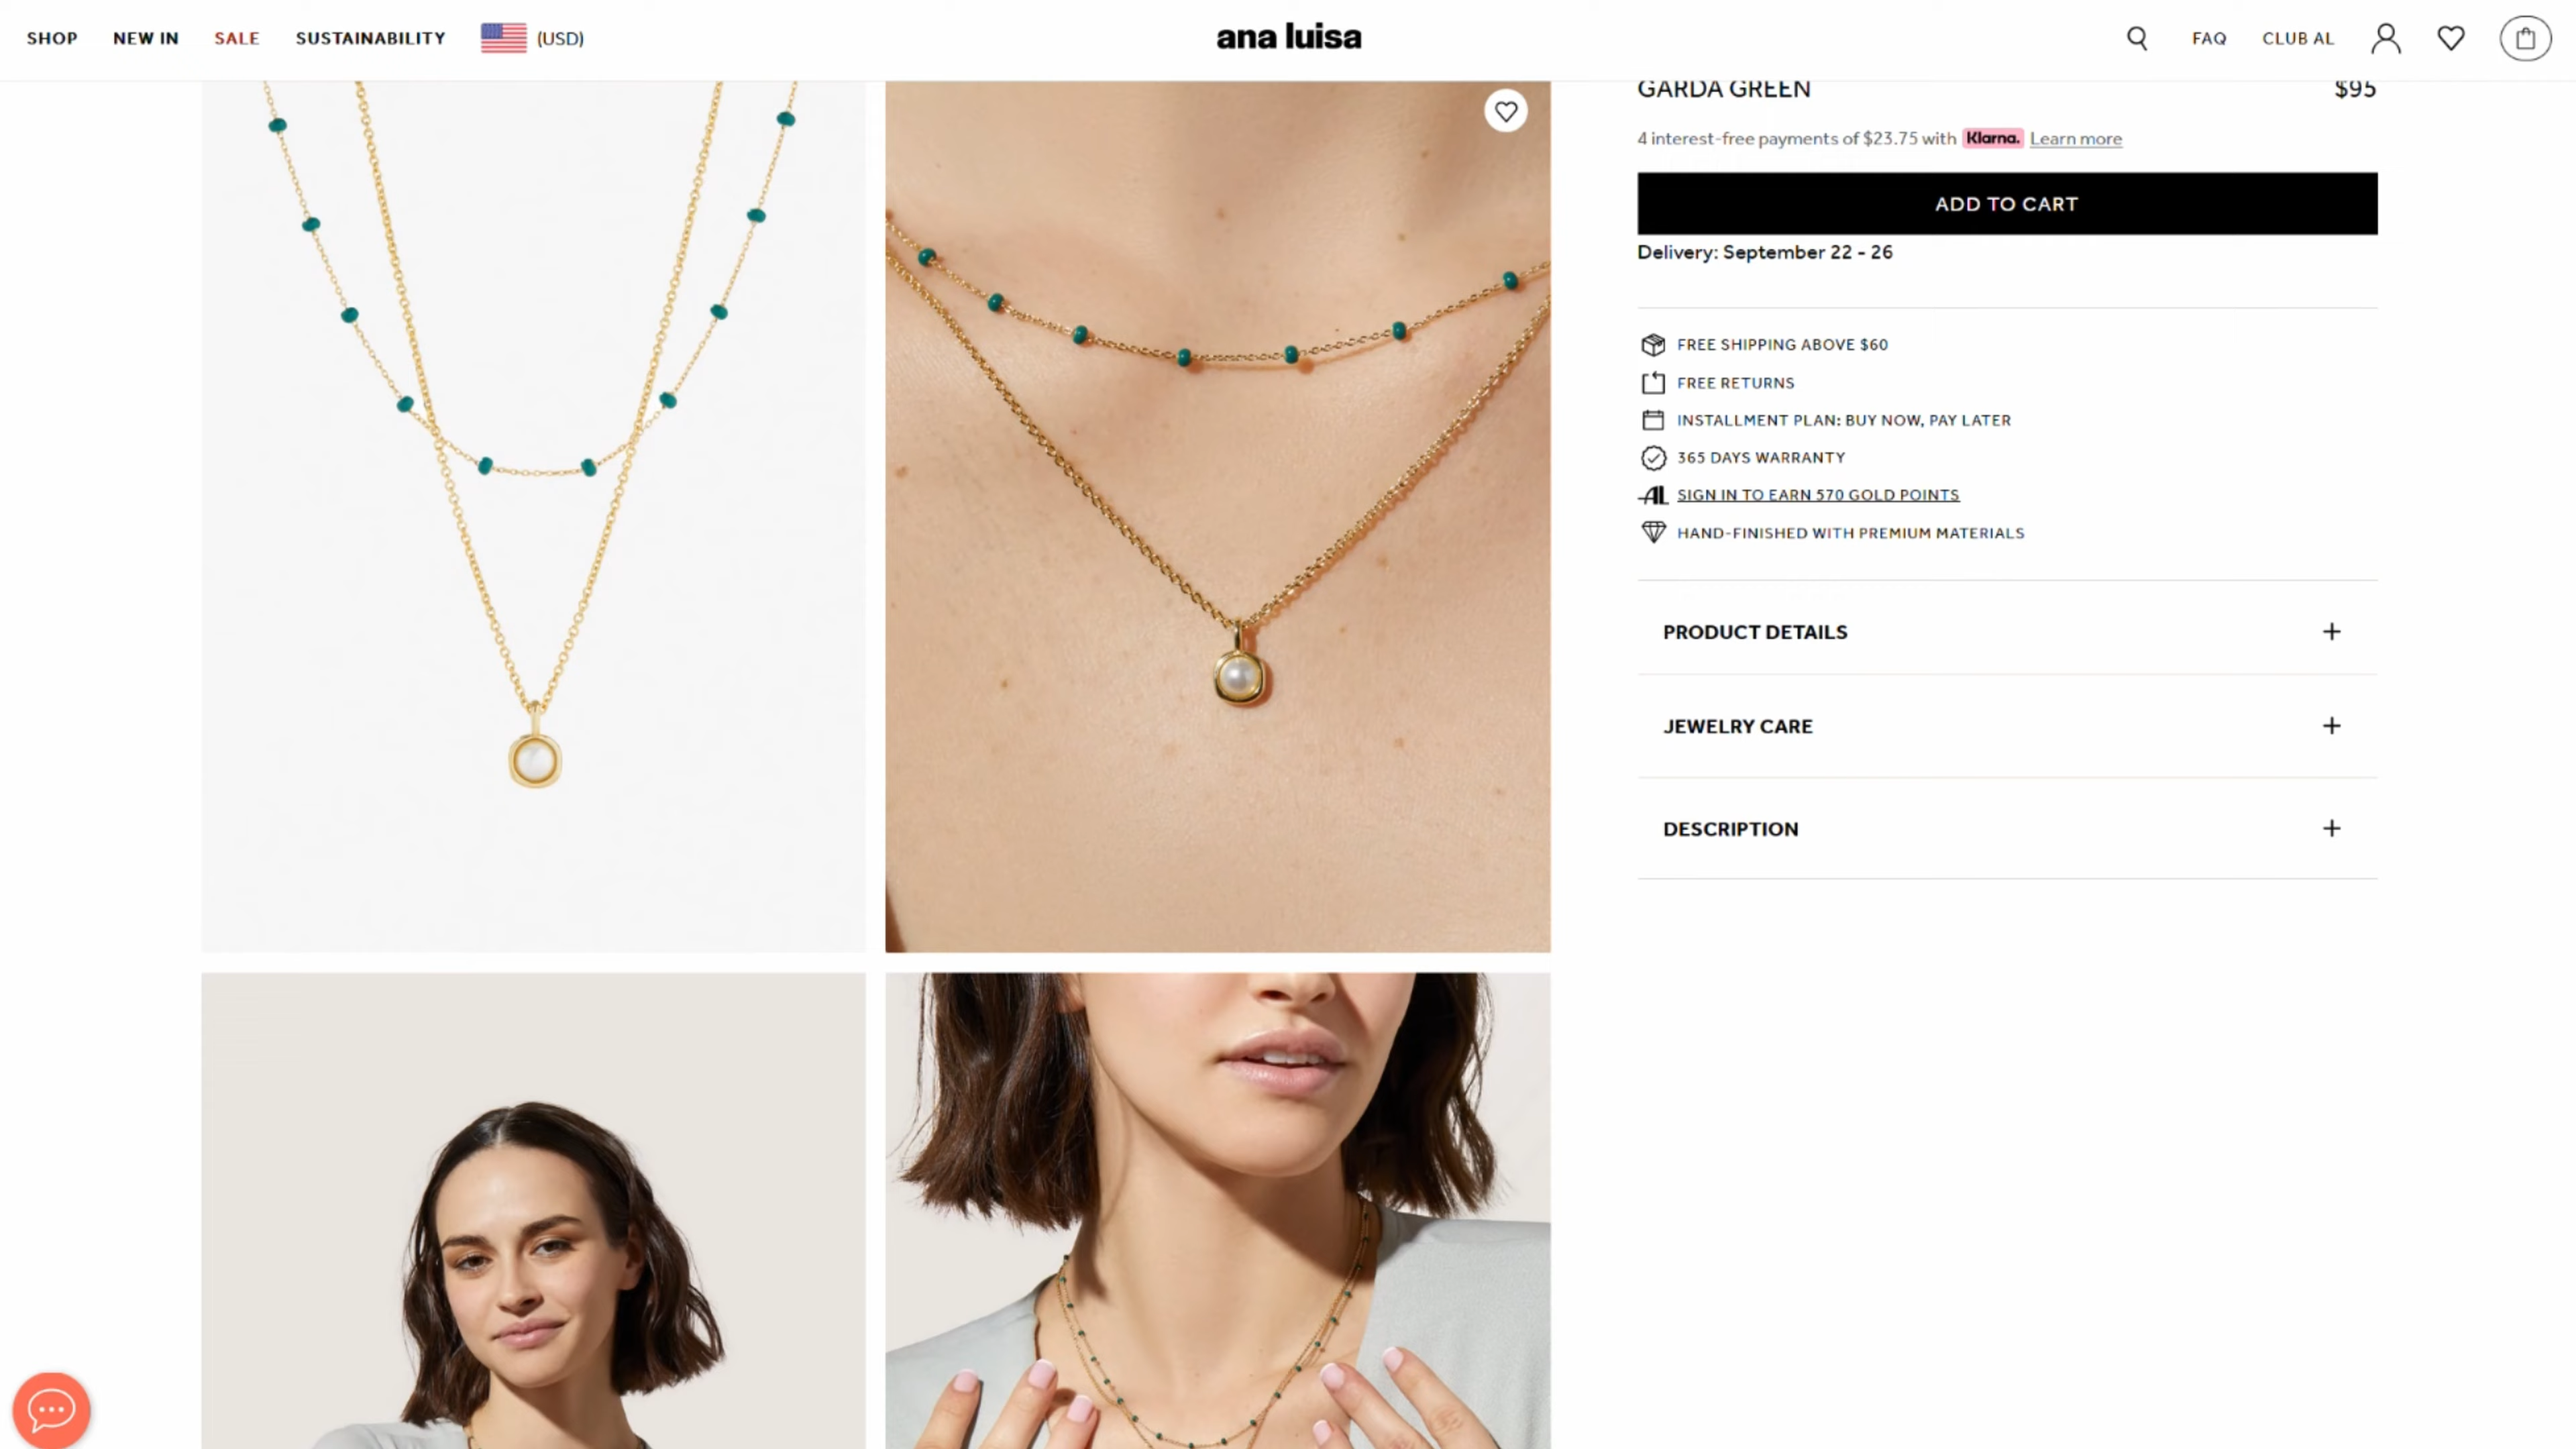 SHOP NEW IN SALE SUSTAINABILITY (USD) ana luisa FAQ CLUB AL
GARDA GREEN $95
4 interest-free payments of $23.75 with Klarna. Learn more
ADD TO CART
Delivery: September 22 - 26
FREE SHIPPING ABOVE $60
FREE RETURNS
INSTALLMENT PLAN: BUY NOW, PAY LATER
365 DAYS WARRANTY
AL SIGN IN TO EARN 570 GOLD POINTS
HAND-FINISHED WITH PREMIUM MATERIALS
PRODUCT DETAILS +
JEWELRY CARE +
DESCRIPTION +